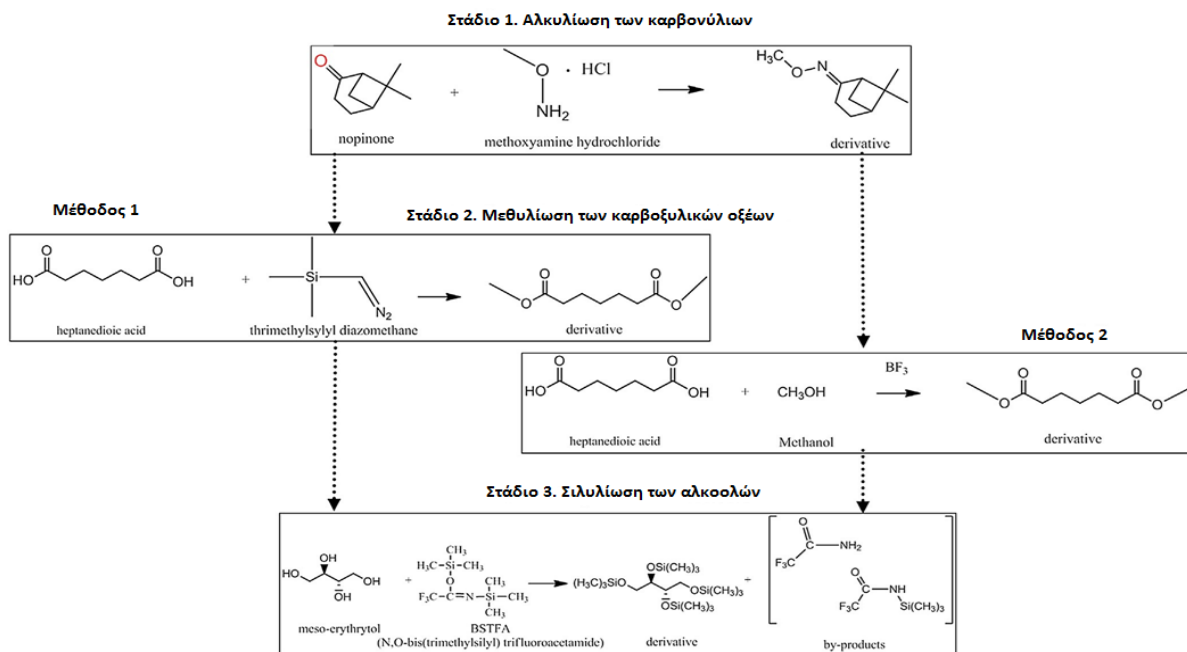 Στάδιο 1. Αλκυλίωση των καρβονύλιων
O
+
O · HCl
NH₂
H₃C
O
N
nopinone
methoxyamine hydrochloride
derivative
Μέθοδος 1
Στάδιο 2. Μεθυλίωση των καρβοξυλικών οξέων
O O
HO OH
+
Si
N₂
O O
O O
heptanedioic acid
thrimethylsylyl diazomethane
derivative
Μέθοδος 2
O O
HO OH
+
CH₃OH
BF₃
O O
O O
heptanedioic acid
Methanol
derivative
Στάδιο 3. Σιλυλίωση των αλκοολών
OH
HO
OH
OH
+
CH₃
H₃C—Si—CH₃
O CH₃
F₃C—C=N—Si—CH₃
CH₃
OSi(CH₃)₃
(H₃C)₃SiO
OSi(CH₃)₃
OSi(CH₃)₃
+
O
C—NH₂
F₃C
O
C—NH
F₃C Si(CH₃)₃
meso-erythrytol
BSTFA
(N,O-bis(trimethylsilyl) trifluoroacetamide)
derivative
by-products